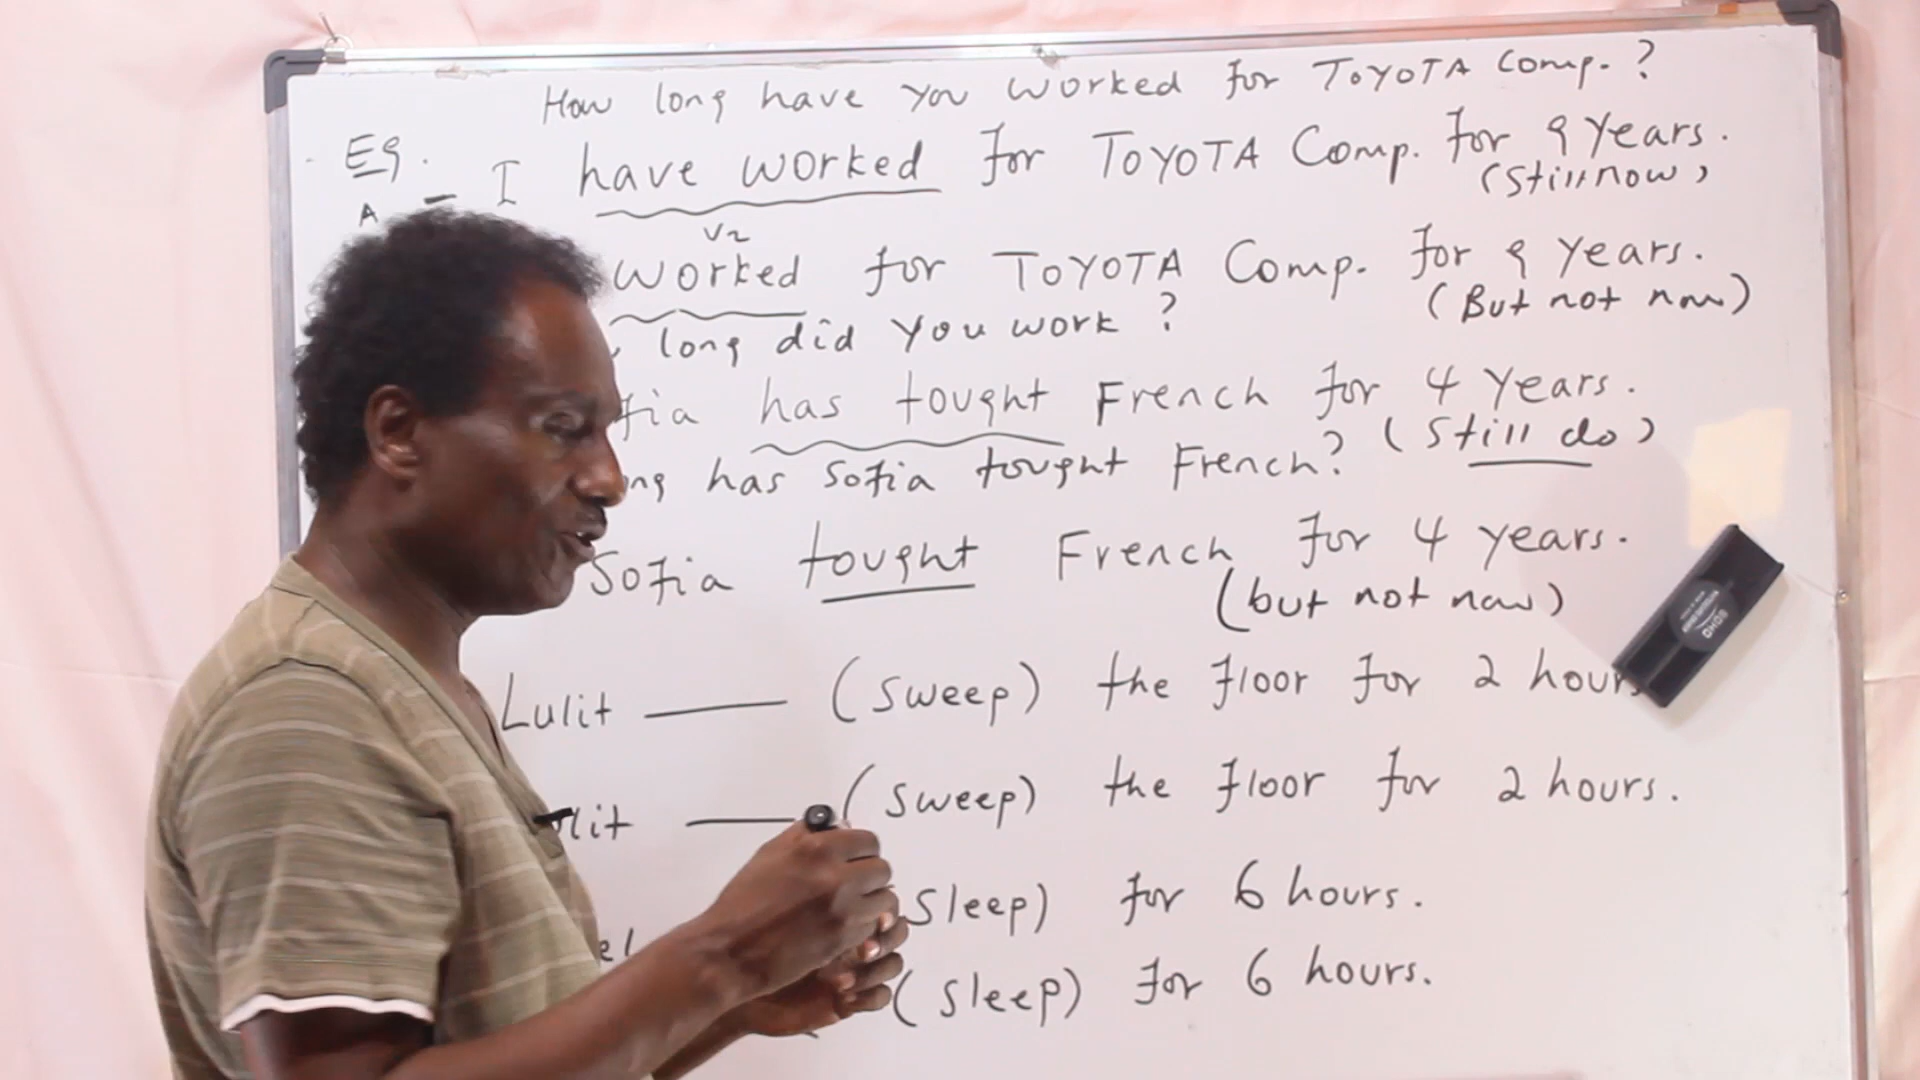 How long have you worked for TOYOTA Comp. ?
Eg.
- I have worked for TOYOTA Comp. for 9 years.
(still now)
A
V2
worked for TOYOTA Comp. for 9 years.
(But not now)
long did you work ?
fia has tought French for 4 years.
(Still do)
ng has Sofia tought French?
Sofia tought French for 4 years.
(but not now)
Lulit ___ (sweep) the floor for 2 hours
lit ___ (sweep) the floor for 2 hours.
el (sleep) for 6 hours.
(sleep) for 6 hours.